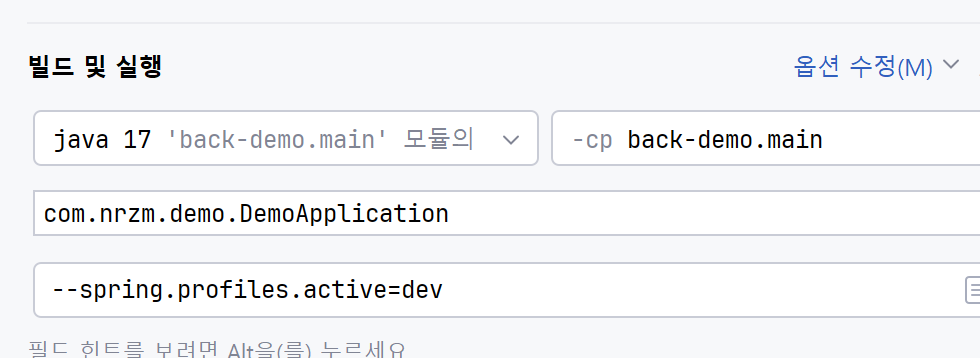 빌드 및 실행 옵션 수정(M)
java 17 'back-demo.main' 모듈의 -cp back-demo.main
com.nrzm.demo.DemoApplication
--spring.profiles.active=dev
필드 힌트를 보려면 Alt을(를) 누르세요